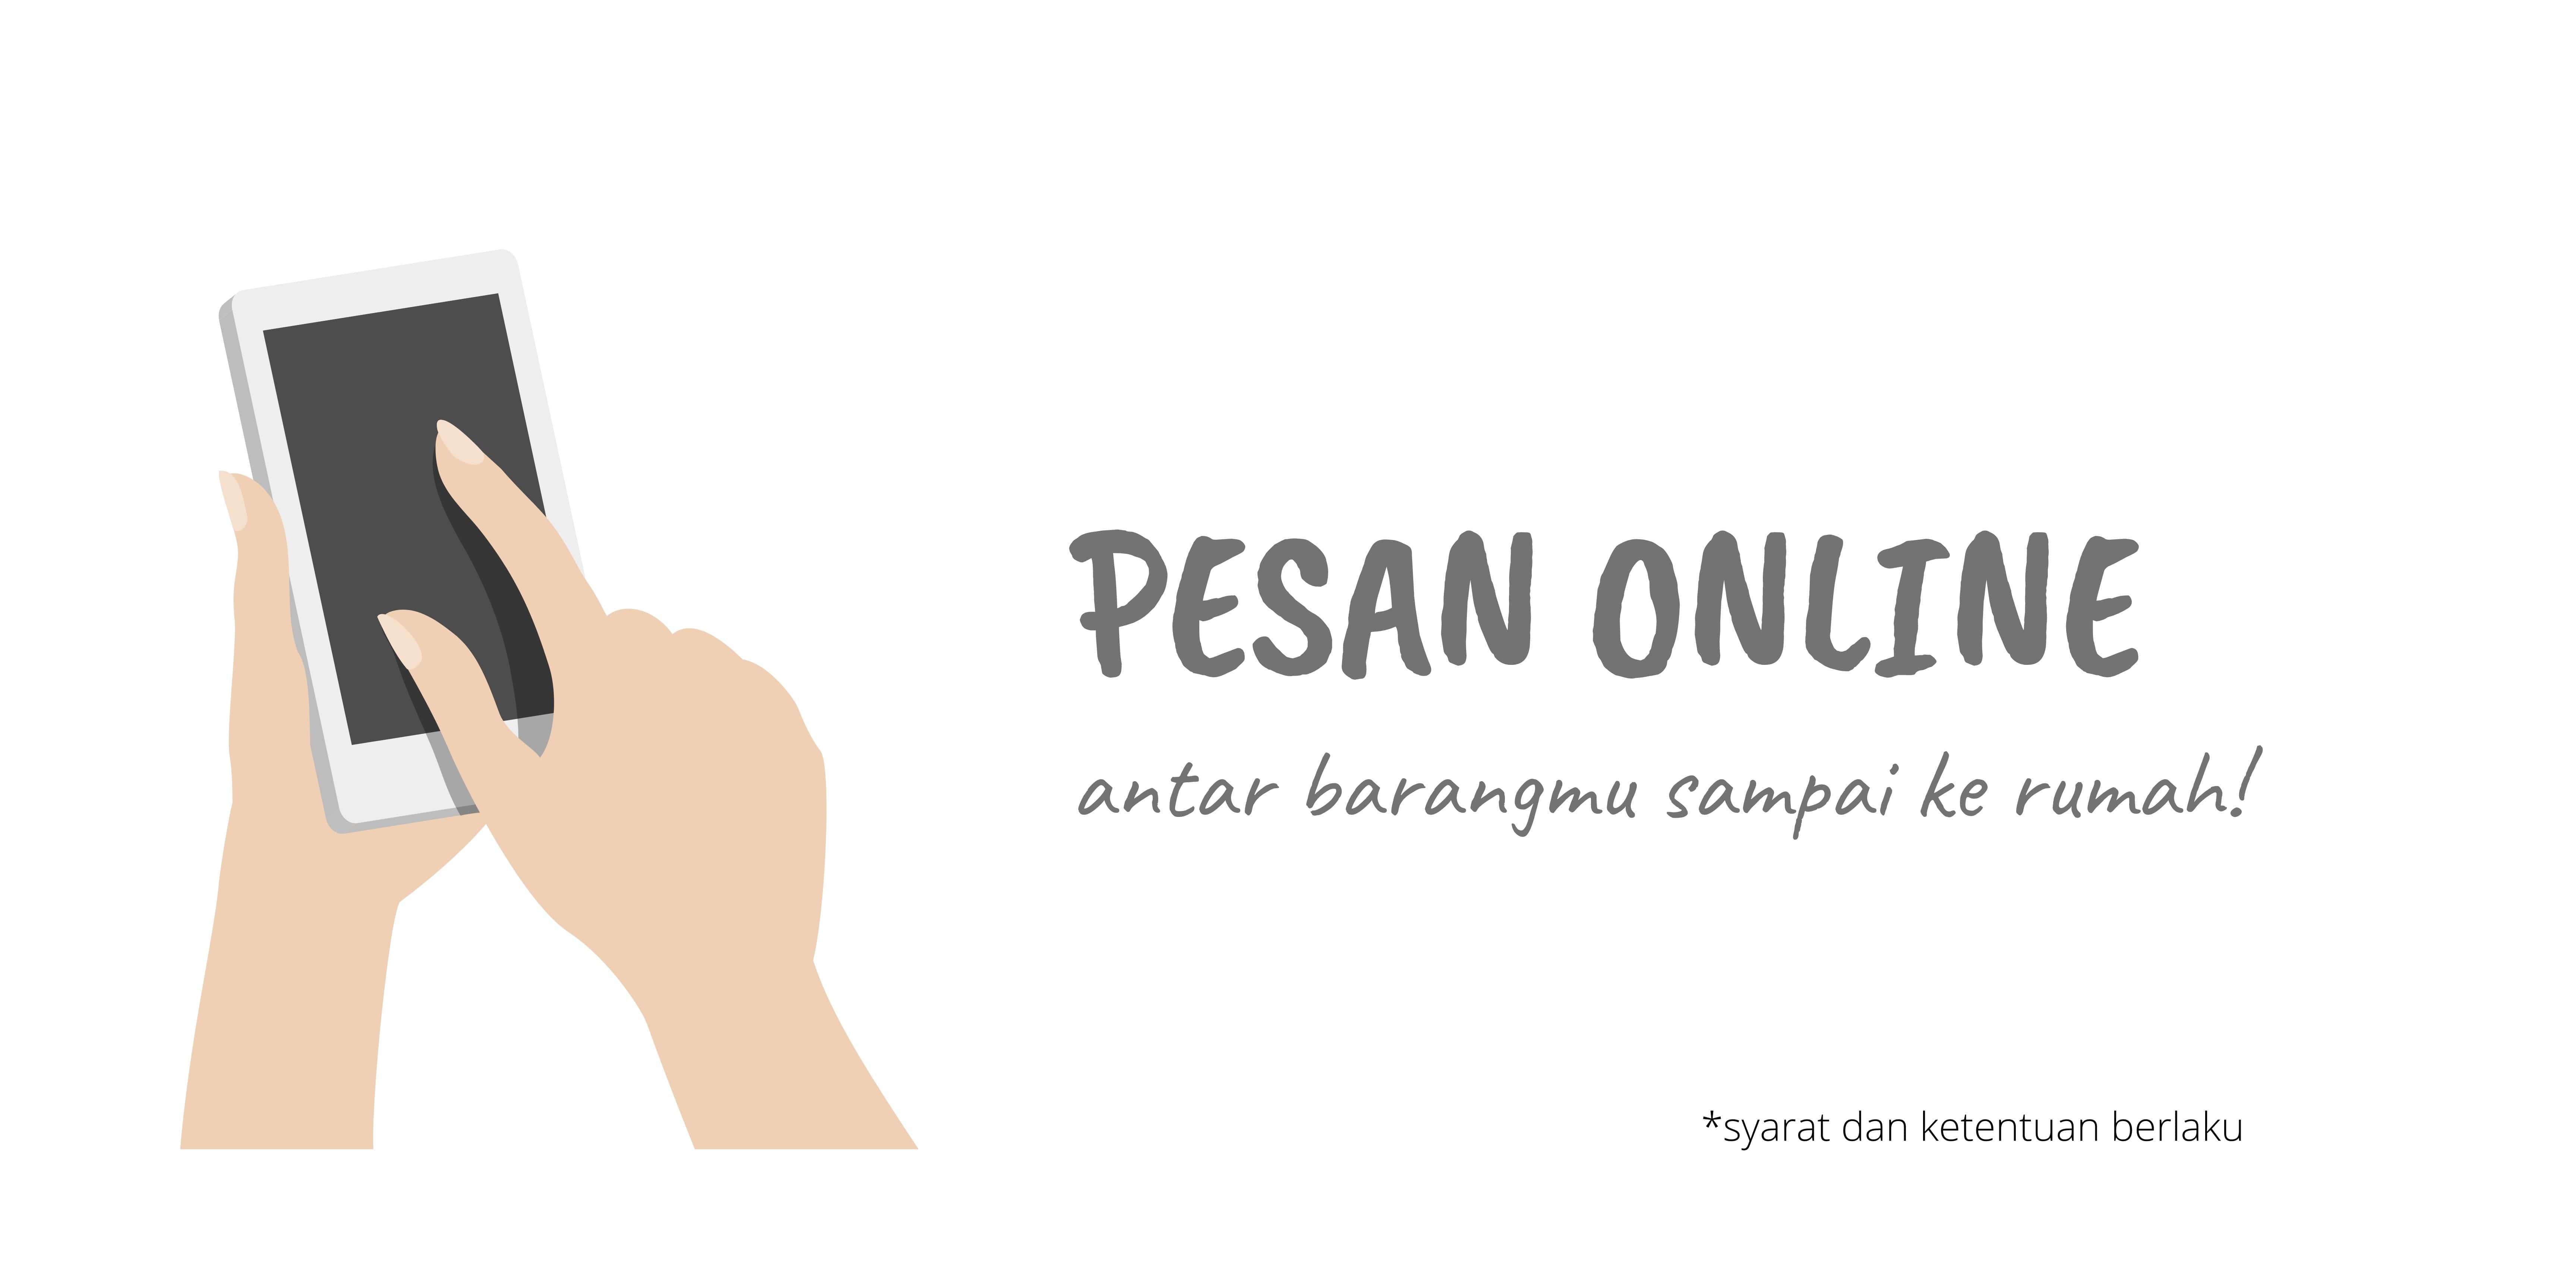 PESAN ONLINE
antar barangmu sampai ke rumah!
*syarat dan ketentuan berlaku